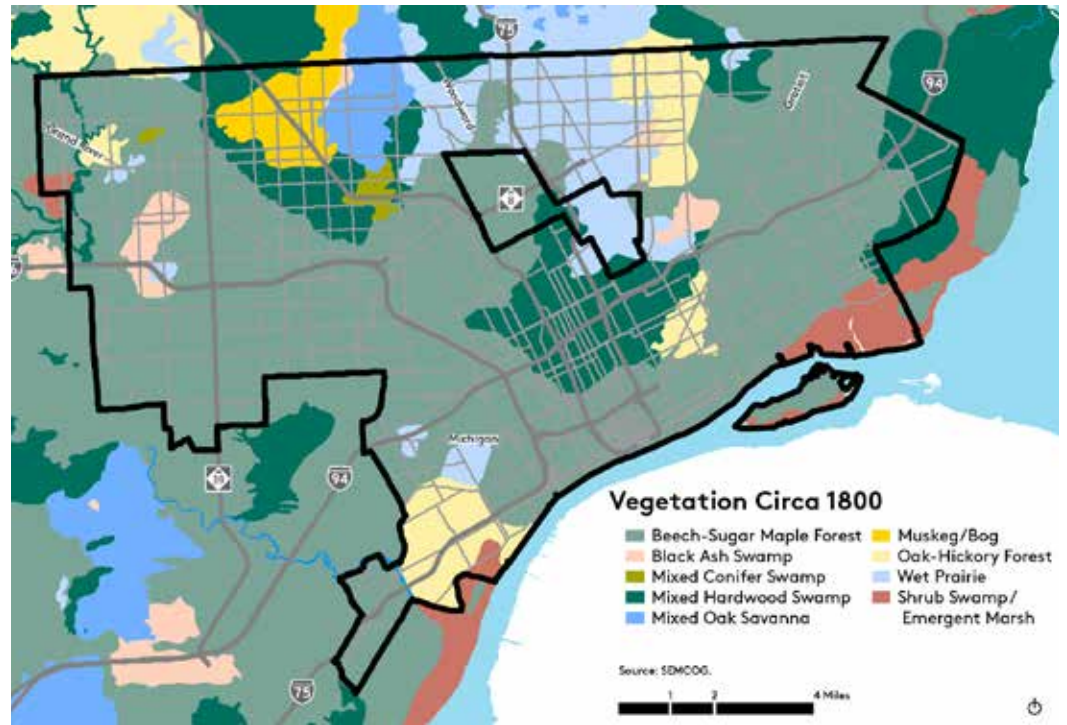 75
94
Woodward
Gratiot
Grand River
8
Michigan
39
94
75
Vegetation Circa 1800
Beech-Sugar Maple Forest
Black Ash Swamp
Mixed Conifer Swamp
Mixed Hardwood Swamp
Mixed Oak Savanna
Muskeg/Bog
Oak-Hickory Forest
Wet Prairie
Shrub Swamp/
Emergent Marsh
Source: SEMCOG.
1 2 4 Miles